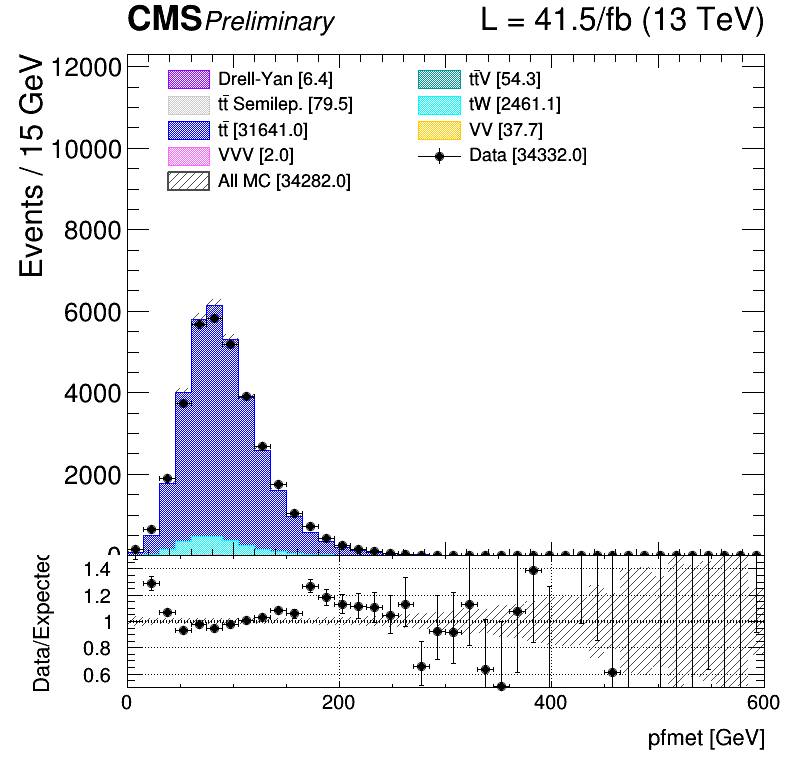 CMS Preliminary L = 41.5/fb (13 TeV)
Events / 15 GeV
12000
10000
8000
6000
4000
2000
0
Drell-Yan [6.4]
tt̄ Semilep. [79.5]
tt̄ [31641.0]
VVV [2.0]
All MC [34282.0]
tt̄V [54.3]
tW [2461.1]
VV [37.7]
Data [34332.0]
Data/Expected
1.4
1.2
1
0.8
0.6
0 200 400 600
pfmet [GeV]